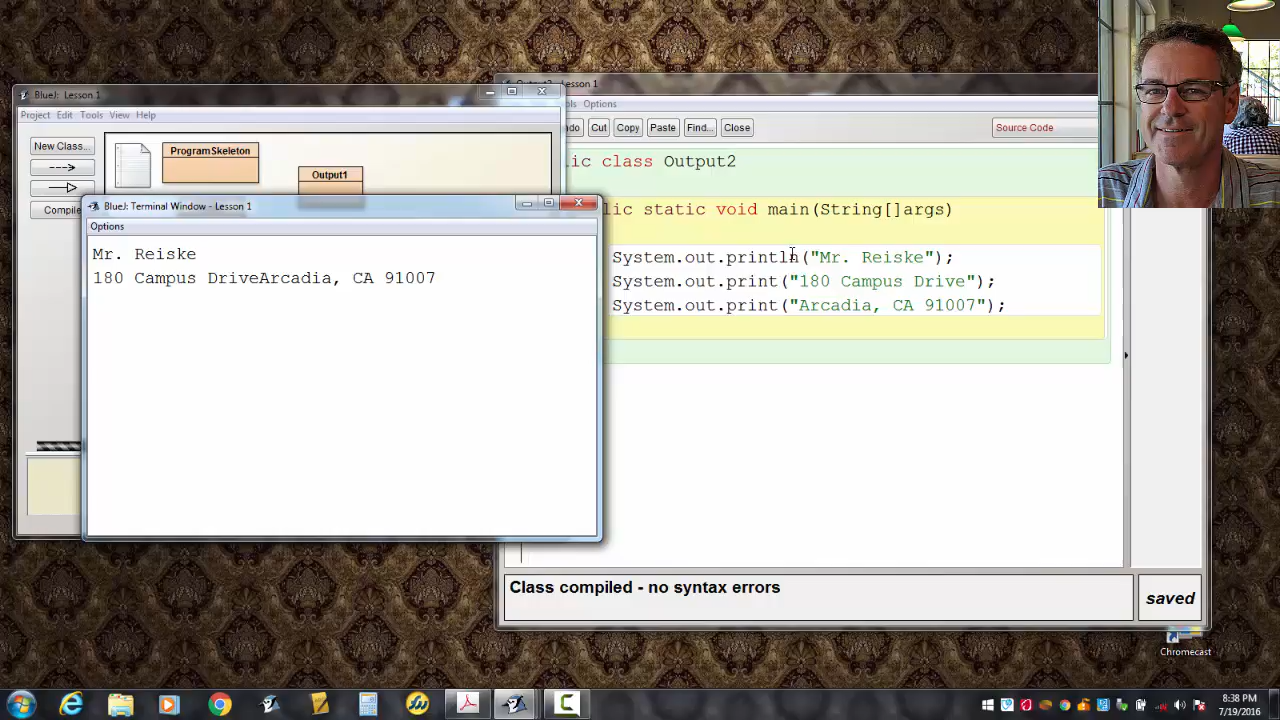 BlueJ: Lesson 1
Project Edit Tools View Help
New Class...
Compile
ProgramSkeleton
Output1
Lesson 1
Options
Cut Copy Paste Find... Close
Source Code
lic class Output2
lic static void main(String[]args)
System.out.println("Mr. Reiske");
System.out.print("180 Campus Drive");
System.out.print("Arcadia, CA 91007");
BlueJ: Terminal Window - Lesson 1
Options
Mr. Reiske
180 Campus DriveArcadia, CA 91007
Class compiled - no syntax errors
saved
Chromecast
8:38 PM
7/19/2016